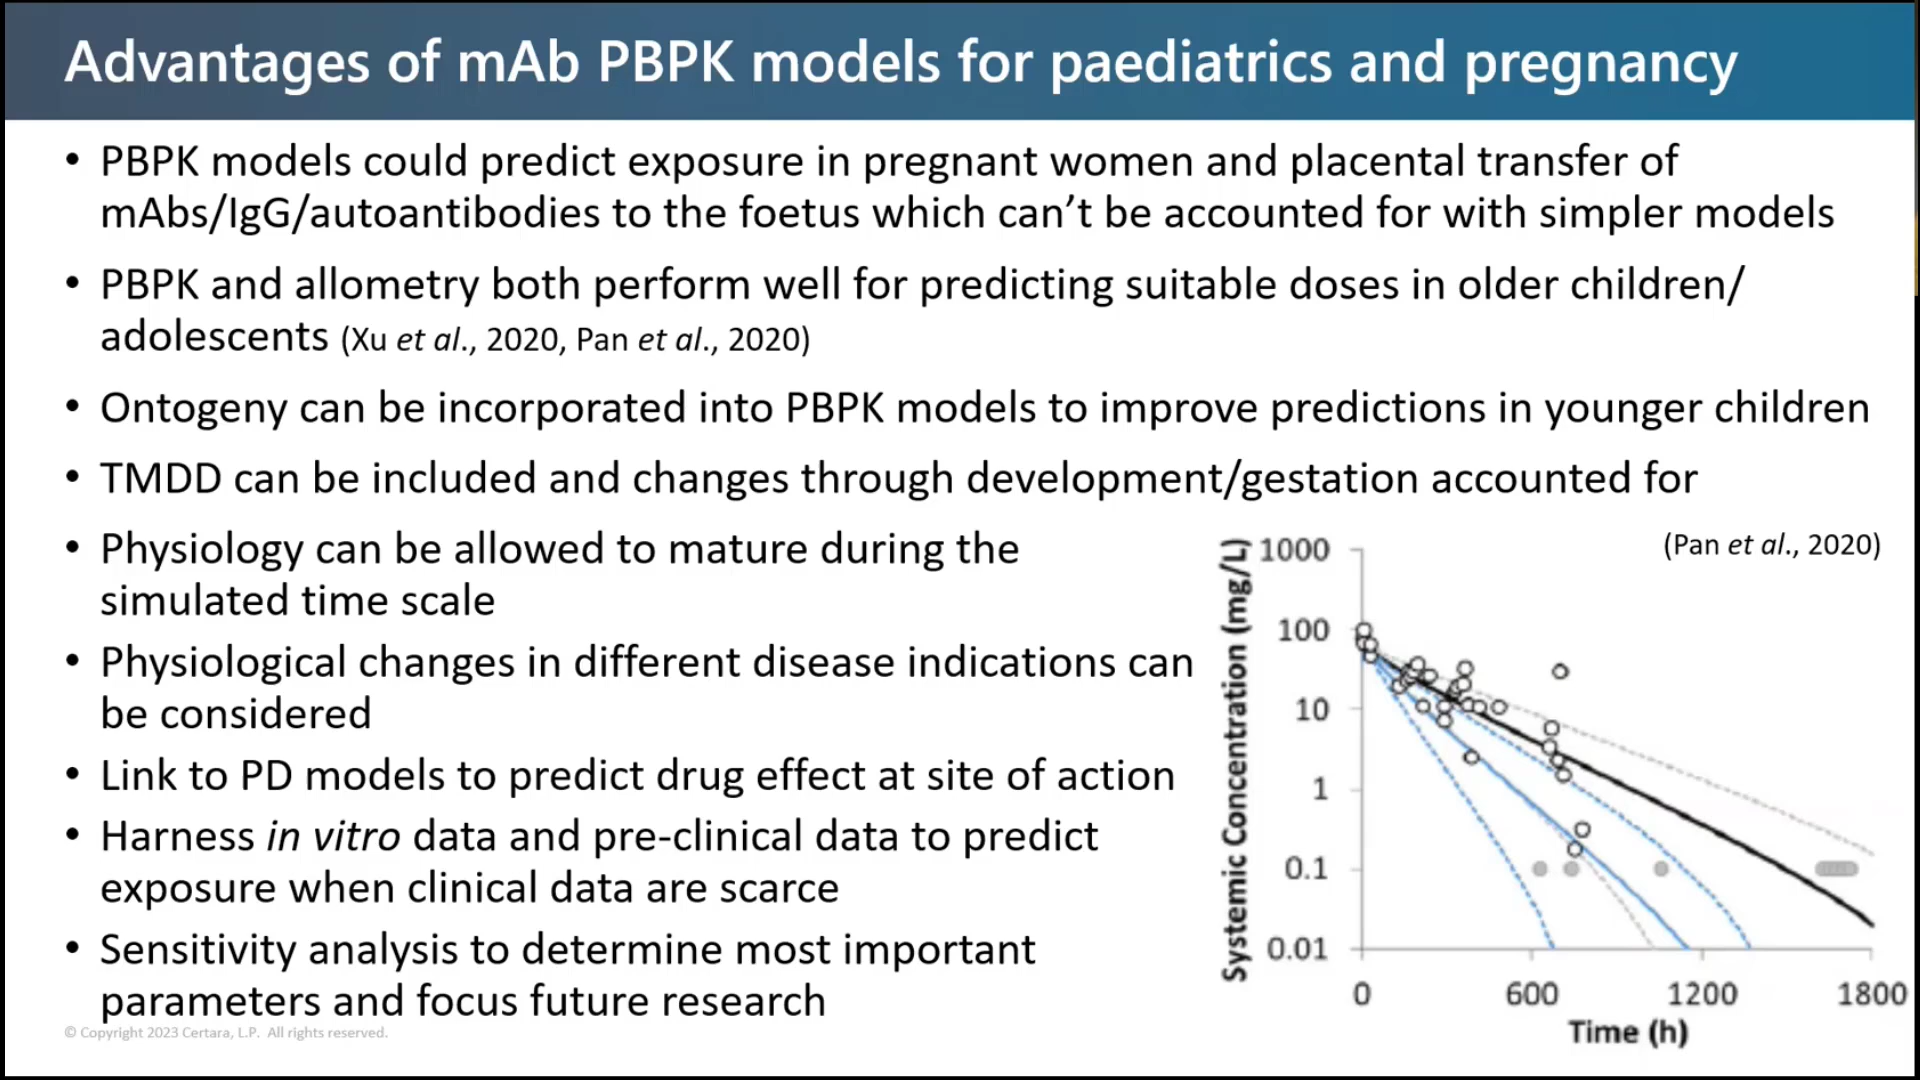 Advantages of mAb PBPK models for paediatrics and pregnancy
• PBPK models could predict exposure in pregnant women and placental transfer of
mAbs/IgG/autoantibodies to the foetus which can’t be accounted for with simpler models
• PBPK and allometry both perform well for predicting suitable doses in older children/
adolescents (Xu et al., 2020, Pan et al., 2020)
• Ontogeny can be incorporated into PBPK models to improve predictions in younger children
• TMDD can be included and changes through development/gestation accounted for
• Physiology can be allowed to mature during the
simulated time scale
• Physiological changes in different disease indications can
be considered
• Link to PD models to predict drug effect at site of action
• Harness in vitro data and pre-clinical data to predict
exposure when clinical data are scarce
• Sensitivity analysis to determine most important
parameters and focus future research
© Copyright 2023 Certara, L.P. All rights reserved.
(Pan et al., 2020)
Systemic Concentration (mg/L)
1000
100
10
1
0.1
0.01
0 600 1200 1800
Time (h)